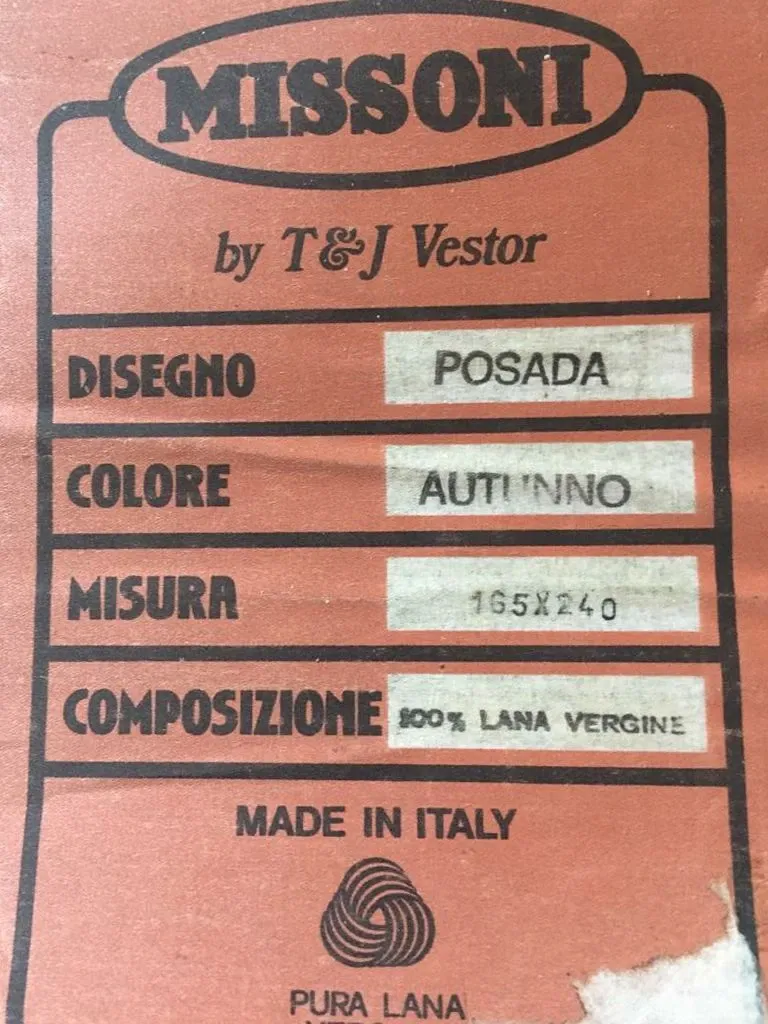 MISSONI
by T&J Vestor
DISEGNO POSADA
COLORE AUTUNNO
MISURA 165X240
COMPOSIZIONE 100% LANA VERGINE
MADE IN ITALY
PURA LANA